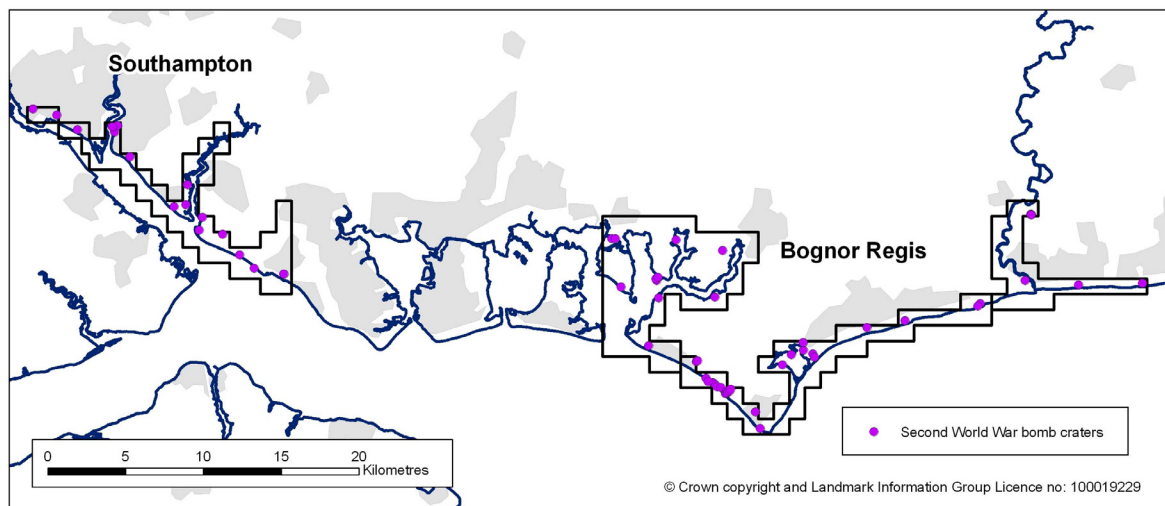 Southampton
Bognor Regis
Second World War bomb craters
0 5 10 15 20
Kilometres
© Crown copyright and Landmark Information Group Licence no: 100019229